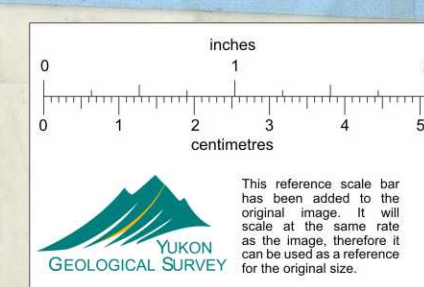 inches
0 1
0 1 2 3 4 5
centimetres
YUKON
GEOLOGICAL SURVEY
This reference scale bar
has been added to the
original image. It will
scale at the same rate
as the image, therefore it
can be used as a reference
for the original size.